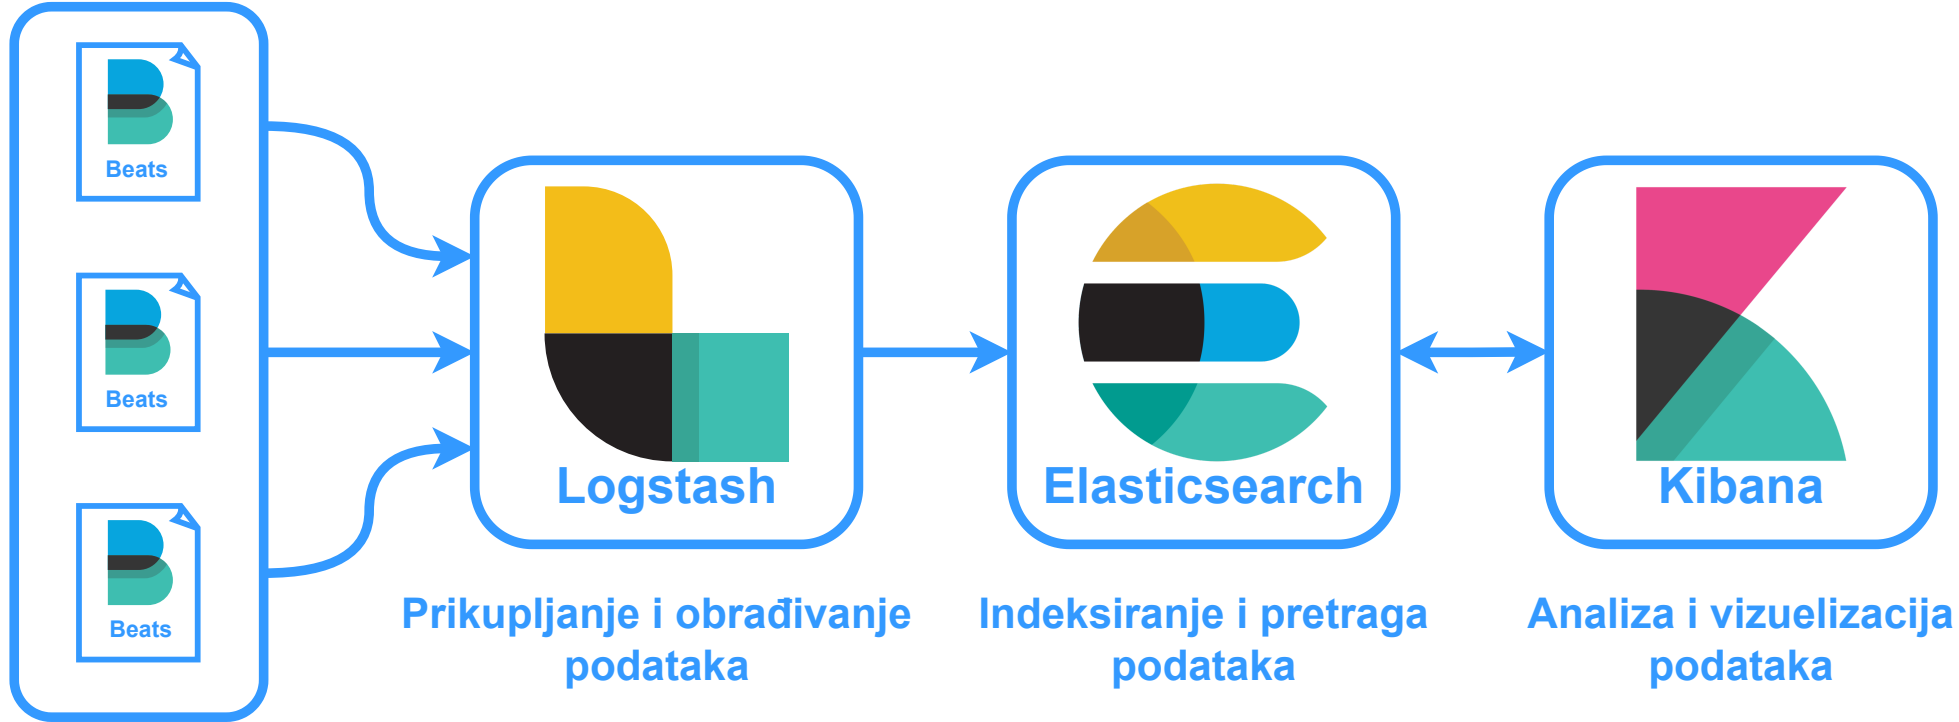 Beats
Beats
Beats
Logstash
Elasticsearch
Kibana
Prikupljanje i obrađivanje
podataka
Indeksiranje i pretraga
podataka
Analiza i vizuelizacija
podataka